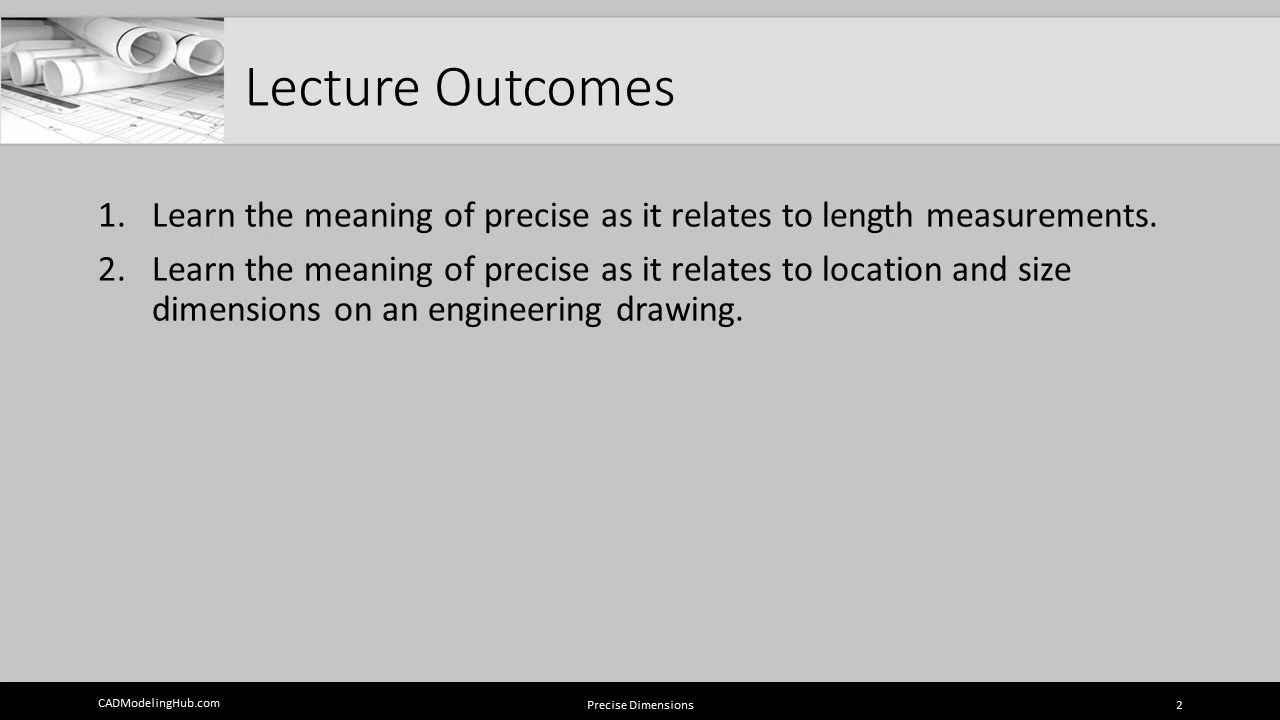 Lecture Outcomes
1. Learn the meaning of precise as it relates to length measurements.
2. Learn the meaning of precise as it relates to location and size
dimensions on an engineering drawing.
CADModelingHub.com
Precise Dimensions
2